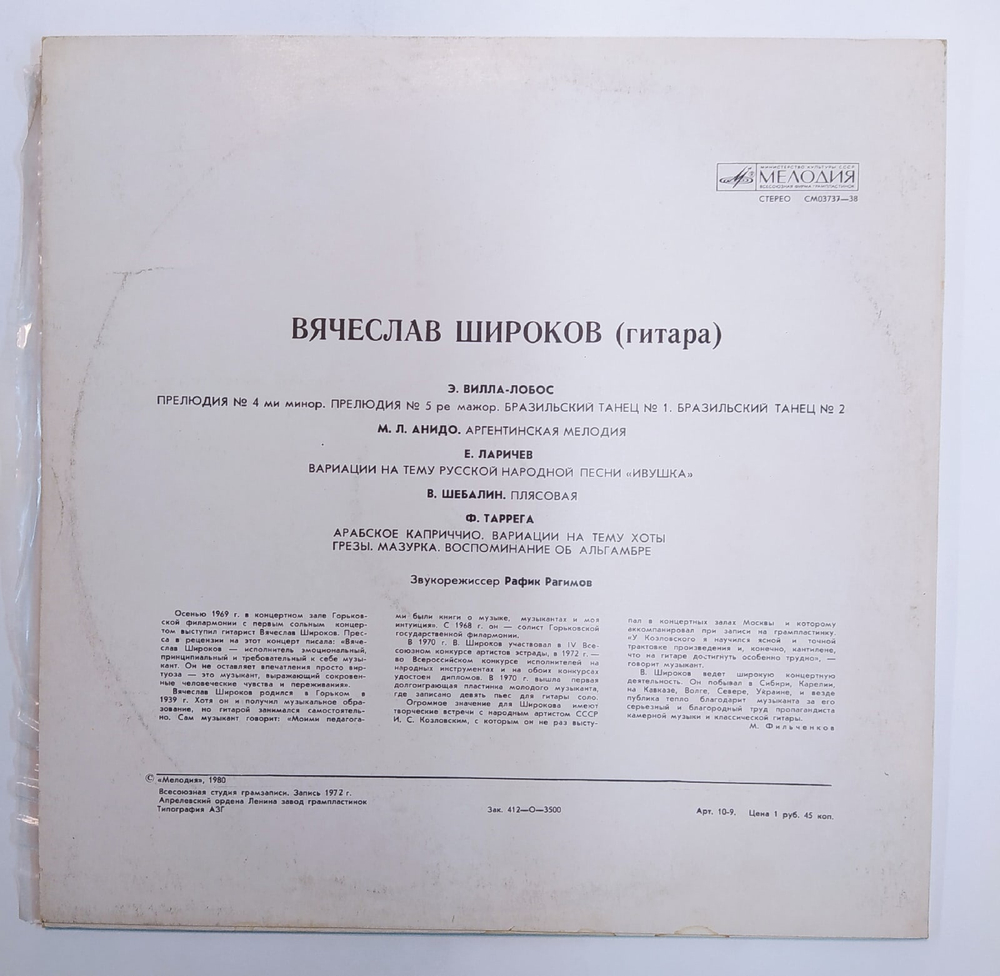 МИНИСТЕРСТВО КУЛЬТУРЫ СССР
МЕЛОДИЯ
ВСЕСОЮЗНАЯ ФИРМА ГРАМПЛАСТИНОК
СТЕРЕО СМ03737—38
ВЯЧЕСЛАВ ШИРОКОВ (гитара)
Э. ВИЛЛА-ЛОБОС
ПРЕЛЮДИЯ № 4 ми минор. ПРЕЛЮДИЯ № 5 ре мажор. БРАЗИЛЬСКИЙ ТАНЕЦ № 1. БРАЗИЛЬСКИЙ ТАНЕЦ № 2
М. Л. АНИДО. АРГЕНТИНСКАЯ МЕЛОДИЯ
Е. ЛАРИЧЕВ
ВАРИАЦИИ НА ТЕМУ РУССКОЙ НАРОДНОЙ ПЕСНИ «ИВУШКА»
В. ШЕБАЛИН. ПЛЯСОВАЯ
Ф. ТАРРЕГА
АРАБСКОЕ КАПРИЧЧИО. ВАРИАЦИИ НА ТЕМУ ХОТЫ
ГРЕЗЫ. МАЗУРКА. ВОСПОМИНАНИЕ ОБ АЛЬГАМБРЕ
Звукорежиссер Рафик Рагимов
Осенью 1969 г. в концертном зале Горьков-
ской филармонии с первым сольным концер-
том выступил гитарист Вячеслав Широков. Прес-
са в рецензии на этот концерт писала: «Вяче-
слав Широков — исполнитель эмоциональный,
принципиальный и требовательный к себе музы-
кант. Он не оставляет впечатления просто вир-
туоза — это музыкант, выражающий сокровен-
ные человеческие чувства и переживания».
Вячеслав Широков родился в Горьком в
1939 г. Хотя он и получил музыкальное обра-
зование, но гитарой занимался самостоятель-
но. Сам музыкант говорит: «Моими педагога-
ми были книги о музыке, музыкантах и моя
интуиция». С 1968 г. он — солист Горьковской
государственной филармонии.
В 1970 г. В. Широков участвовал в IV Все-
союзном конкурсе артистов эстрады, в 1972 г. —
во Всероссийском конкурсе исполнителей на
народных инструментах и на обоих конкурсах
удостоен дипломов. В 1970 г. вышла первая
долгоиграющая пластинка молодого музыканта,
где записано девять пьес для гитары соло.
Огромное значение для Широкова имеют
творческие встречи с народным артистом СССР
И. С. Козловским, с которым он не раз высту-
пал в концертных залах Москвы и которому
аккомпанировал при записи на грампластинку.
«У Козловского я научился ясной и точной
трактовке произведения и, конечно, кантилене,
что на гитаре достигнуть особенно трудно», —
говорит музыкант.
В. Широков ведет широкую концертную
деятельность. Он побывал в Сибири, Карелии,
на Кавказе, Волге, Севере, Украине, и везде
публика тепло благодарит музыканта за его
серьезный и благородный труд пропагандиста
камерной музыки и классической гитары.
М. Фильченков
© «Мелодия», 1980
Всесоюзная студия грамзаписи. Запись 1972 г.
Апрелевский ордена Ленина завод грампластинок
Типография АЗГ
Зак. 412—О—3500
Арт. 10-9. Цена 1 руб. 45 коп.